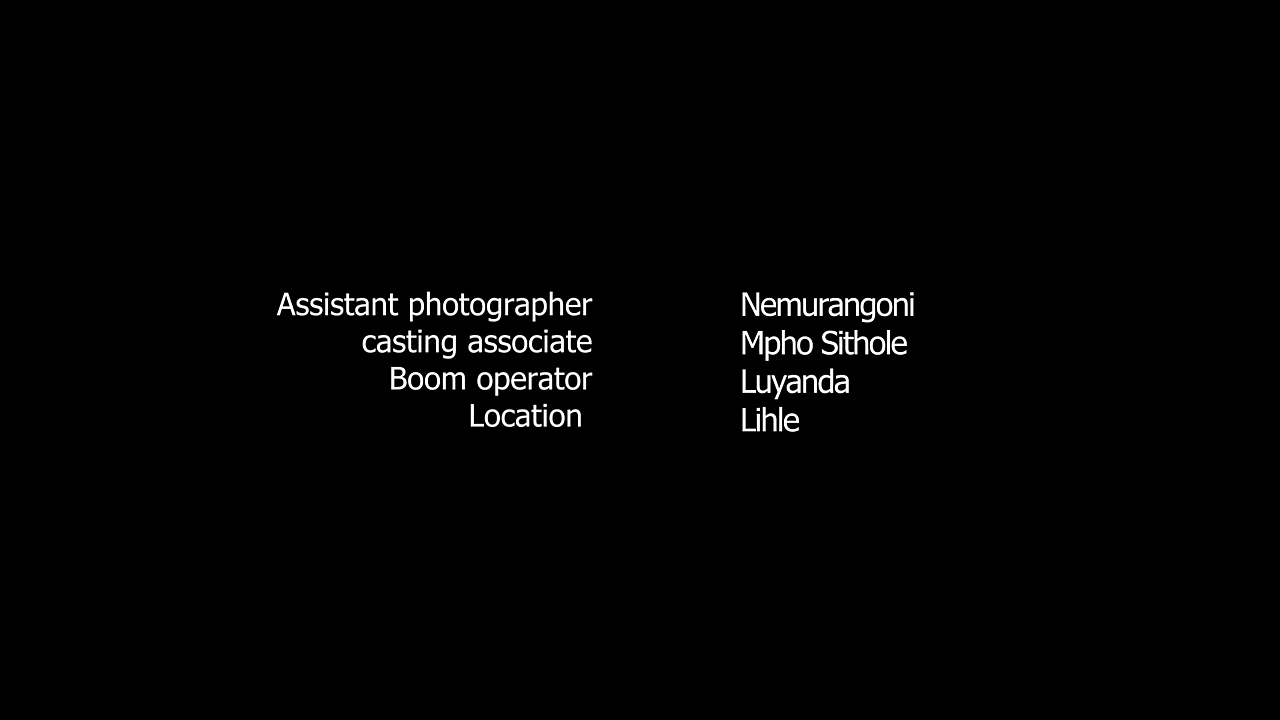 Assistant photographer Nemurangoni
casting associate Mpho Sithole
Boom operator Luyanda
Location Lihle